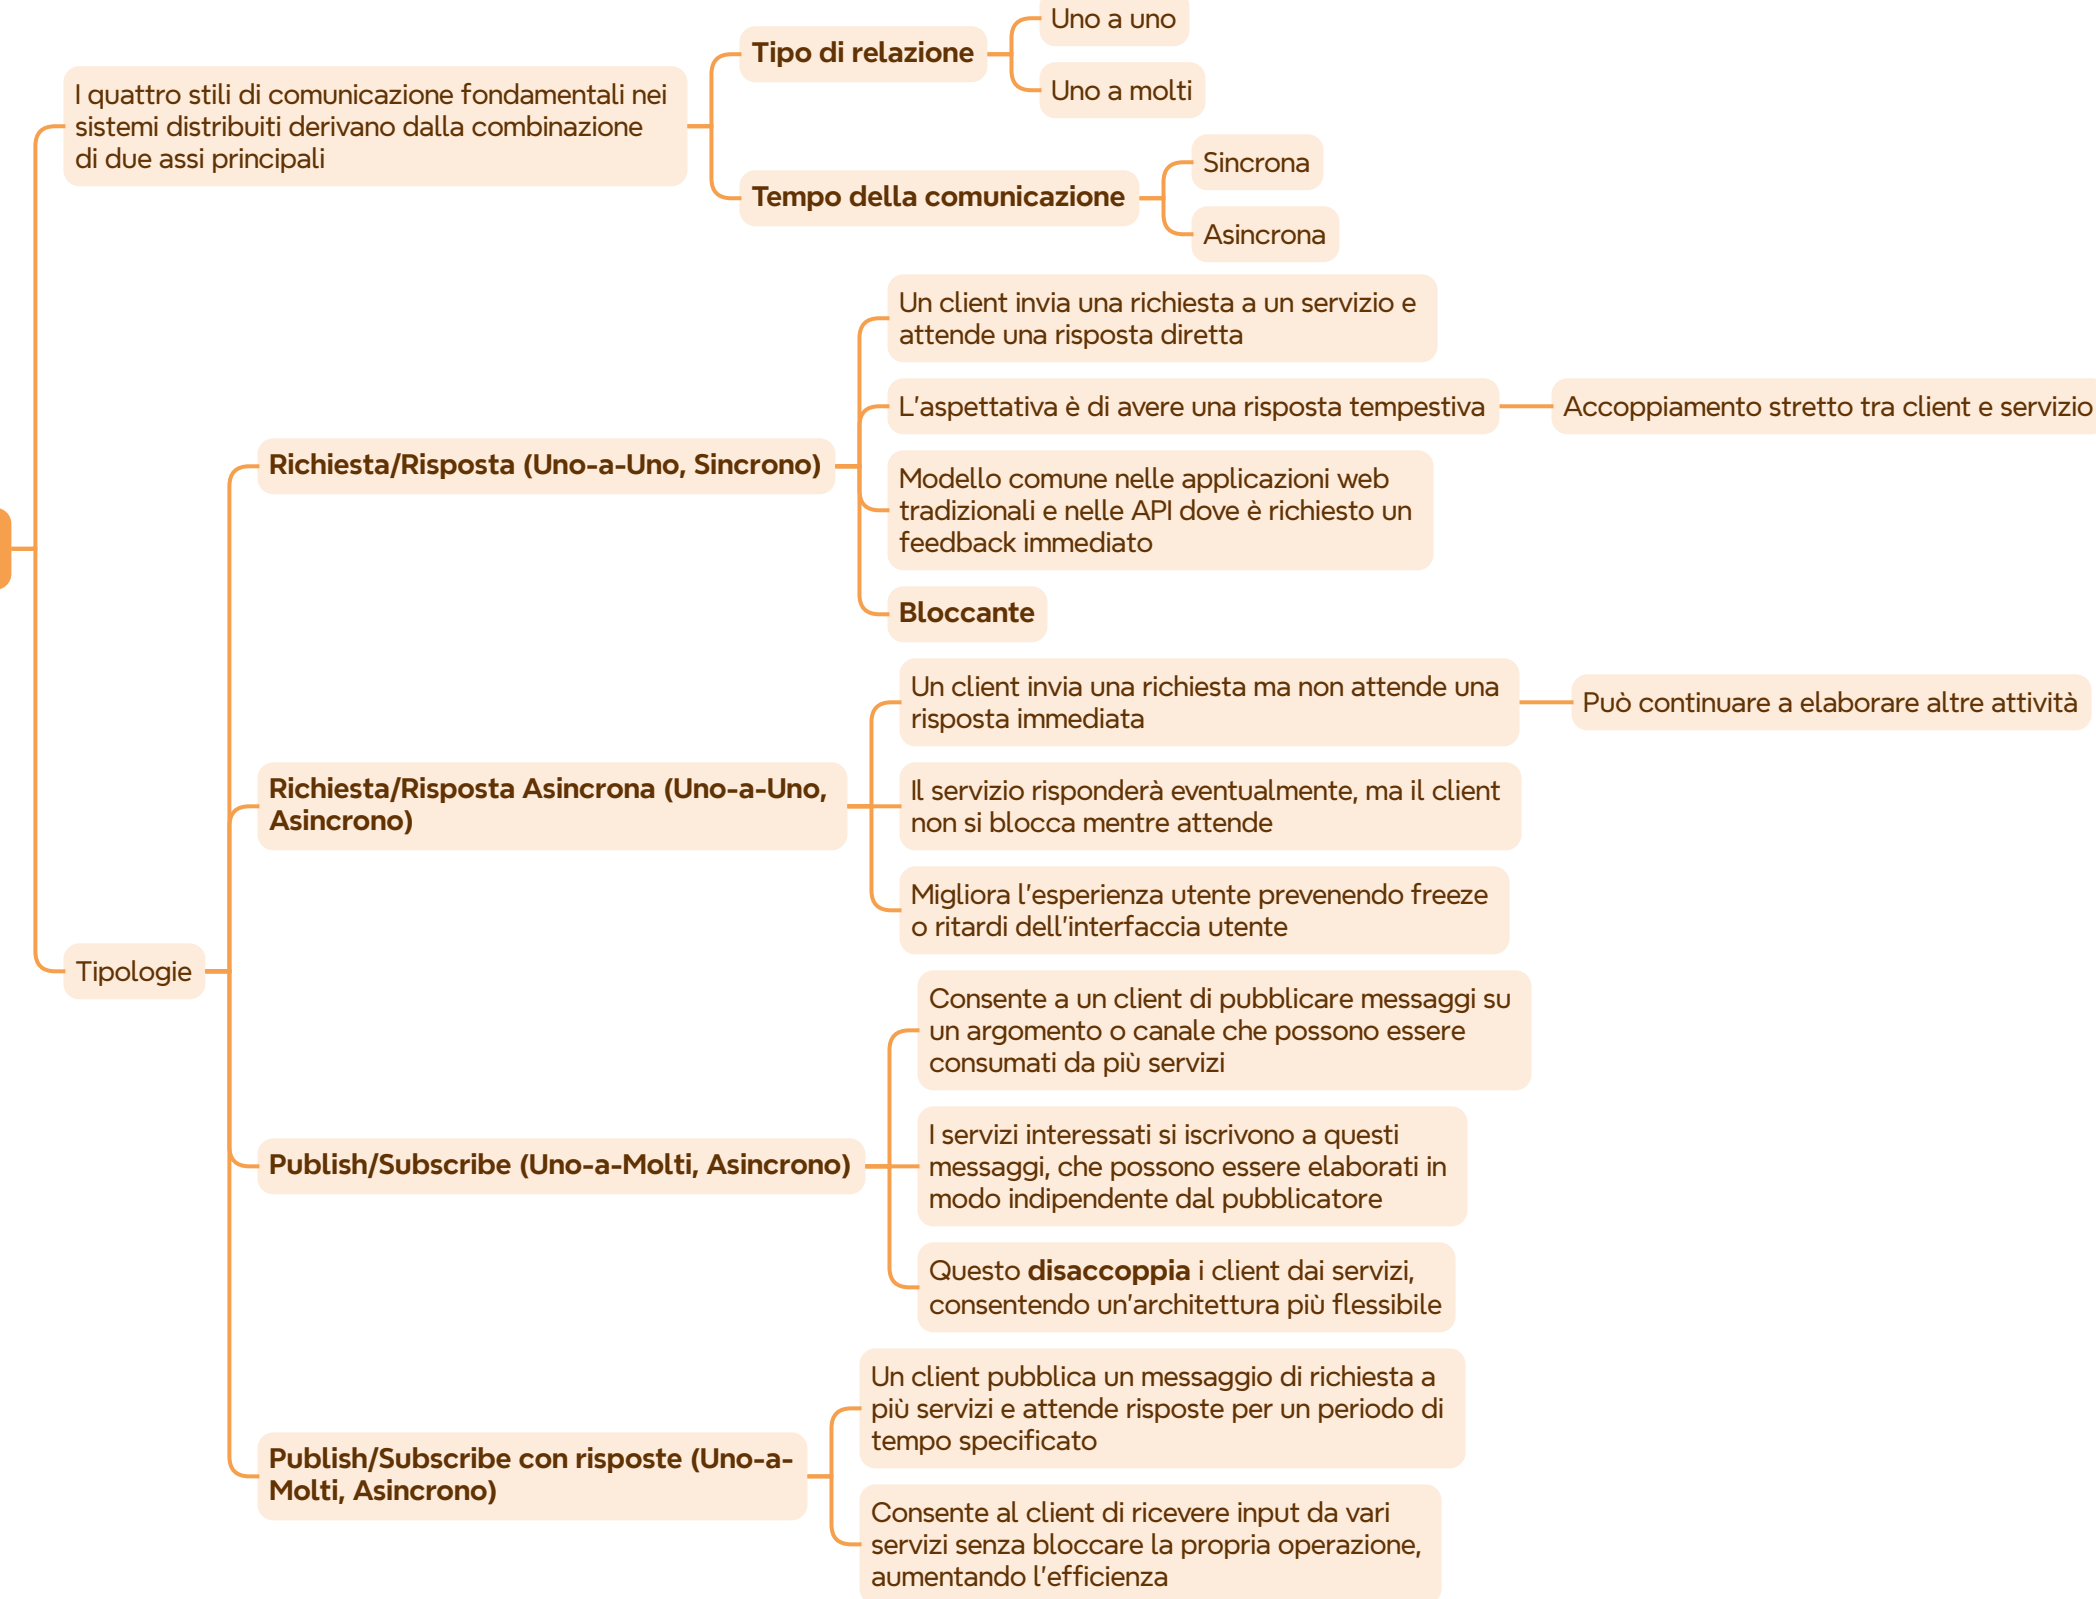 I quattro stili di comunicazione fondamentali nei
sistemi distribuiti derivano dalla combinazione
di due assi principali
Tipo di relazione
Uno a uno
Uno a molti
Tempo della comunicazione
Sincrona
Asincrona
Tipologie
Richiesta/Risposta (Uno-a-Uno, Sincrono)
Un client invia una richiesta a un servizio e
attende una risposta diretta
L'aspettativa è di avere una risposta tempestiva
Accoppiamento stretto tra client e servizio
Modello comune nelle applicazioni web
tradizionali e nelle API dove è richiesto un
feedback immediato
Bloccante
Richiesta/Risposta Asincrona (Uno-a-Uno,
Asincrono)
Un client invia una richiesta ma non attende una
risposta immediata
Può continuare a elaborare altre attività
Il servizio risponderà eventualmente, ma il client
non si blocca mentre attende
Migliora l'esperienza utente prevenendo freeze
o ritardi dell'interfaccia utente
Publish/Subscribe (Uno-a-Molti, Asincrono)
Consente a un client di pubblicare messaggi su
un argomento o canale che possono essere
consumati da più servizi
I servizi interessati si iscrivono a questi
messaggi, che possono essere elaborati in
modo indipendente dal pubblicatore
Questo disaccoppia i client dai servizi,
consentendo un'architettura più flessibile
Publish/Subscribe con risposte (Uno-a-
Molti, Asincrono)
Un client pubblica un messaggio di richiesta a
più servizi e attende risposte per un periodo di
tempo specificato
Consente al client di ricevere input da vari
servizi senza bloccare la propria operazione,
aumentando l'efficienza